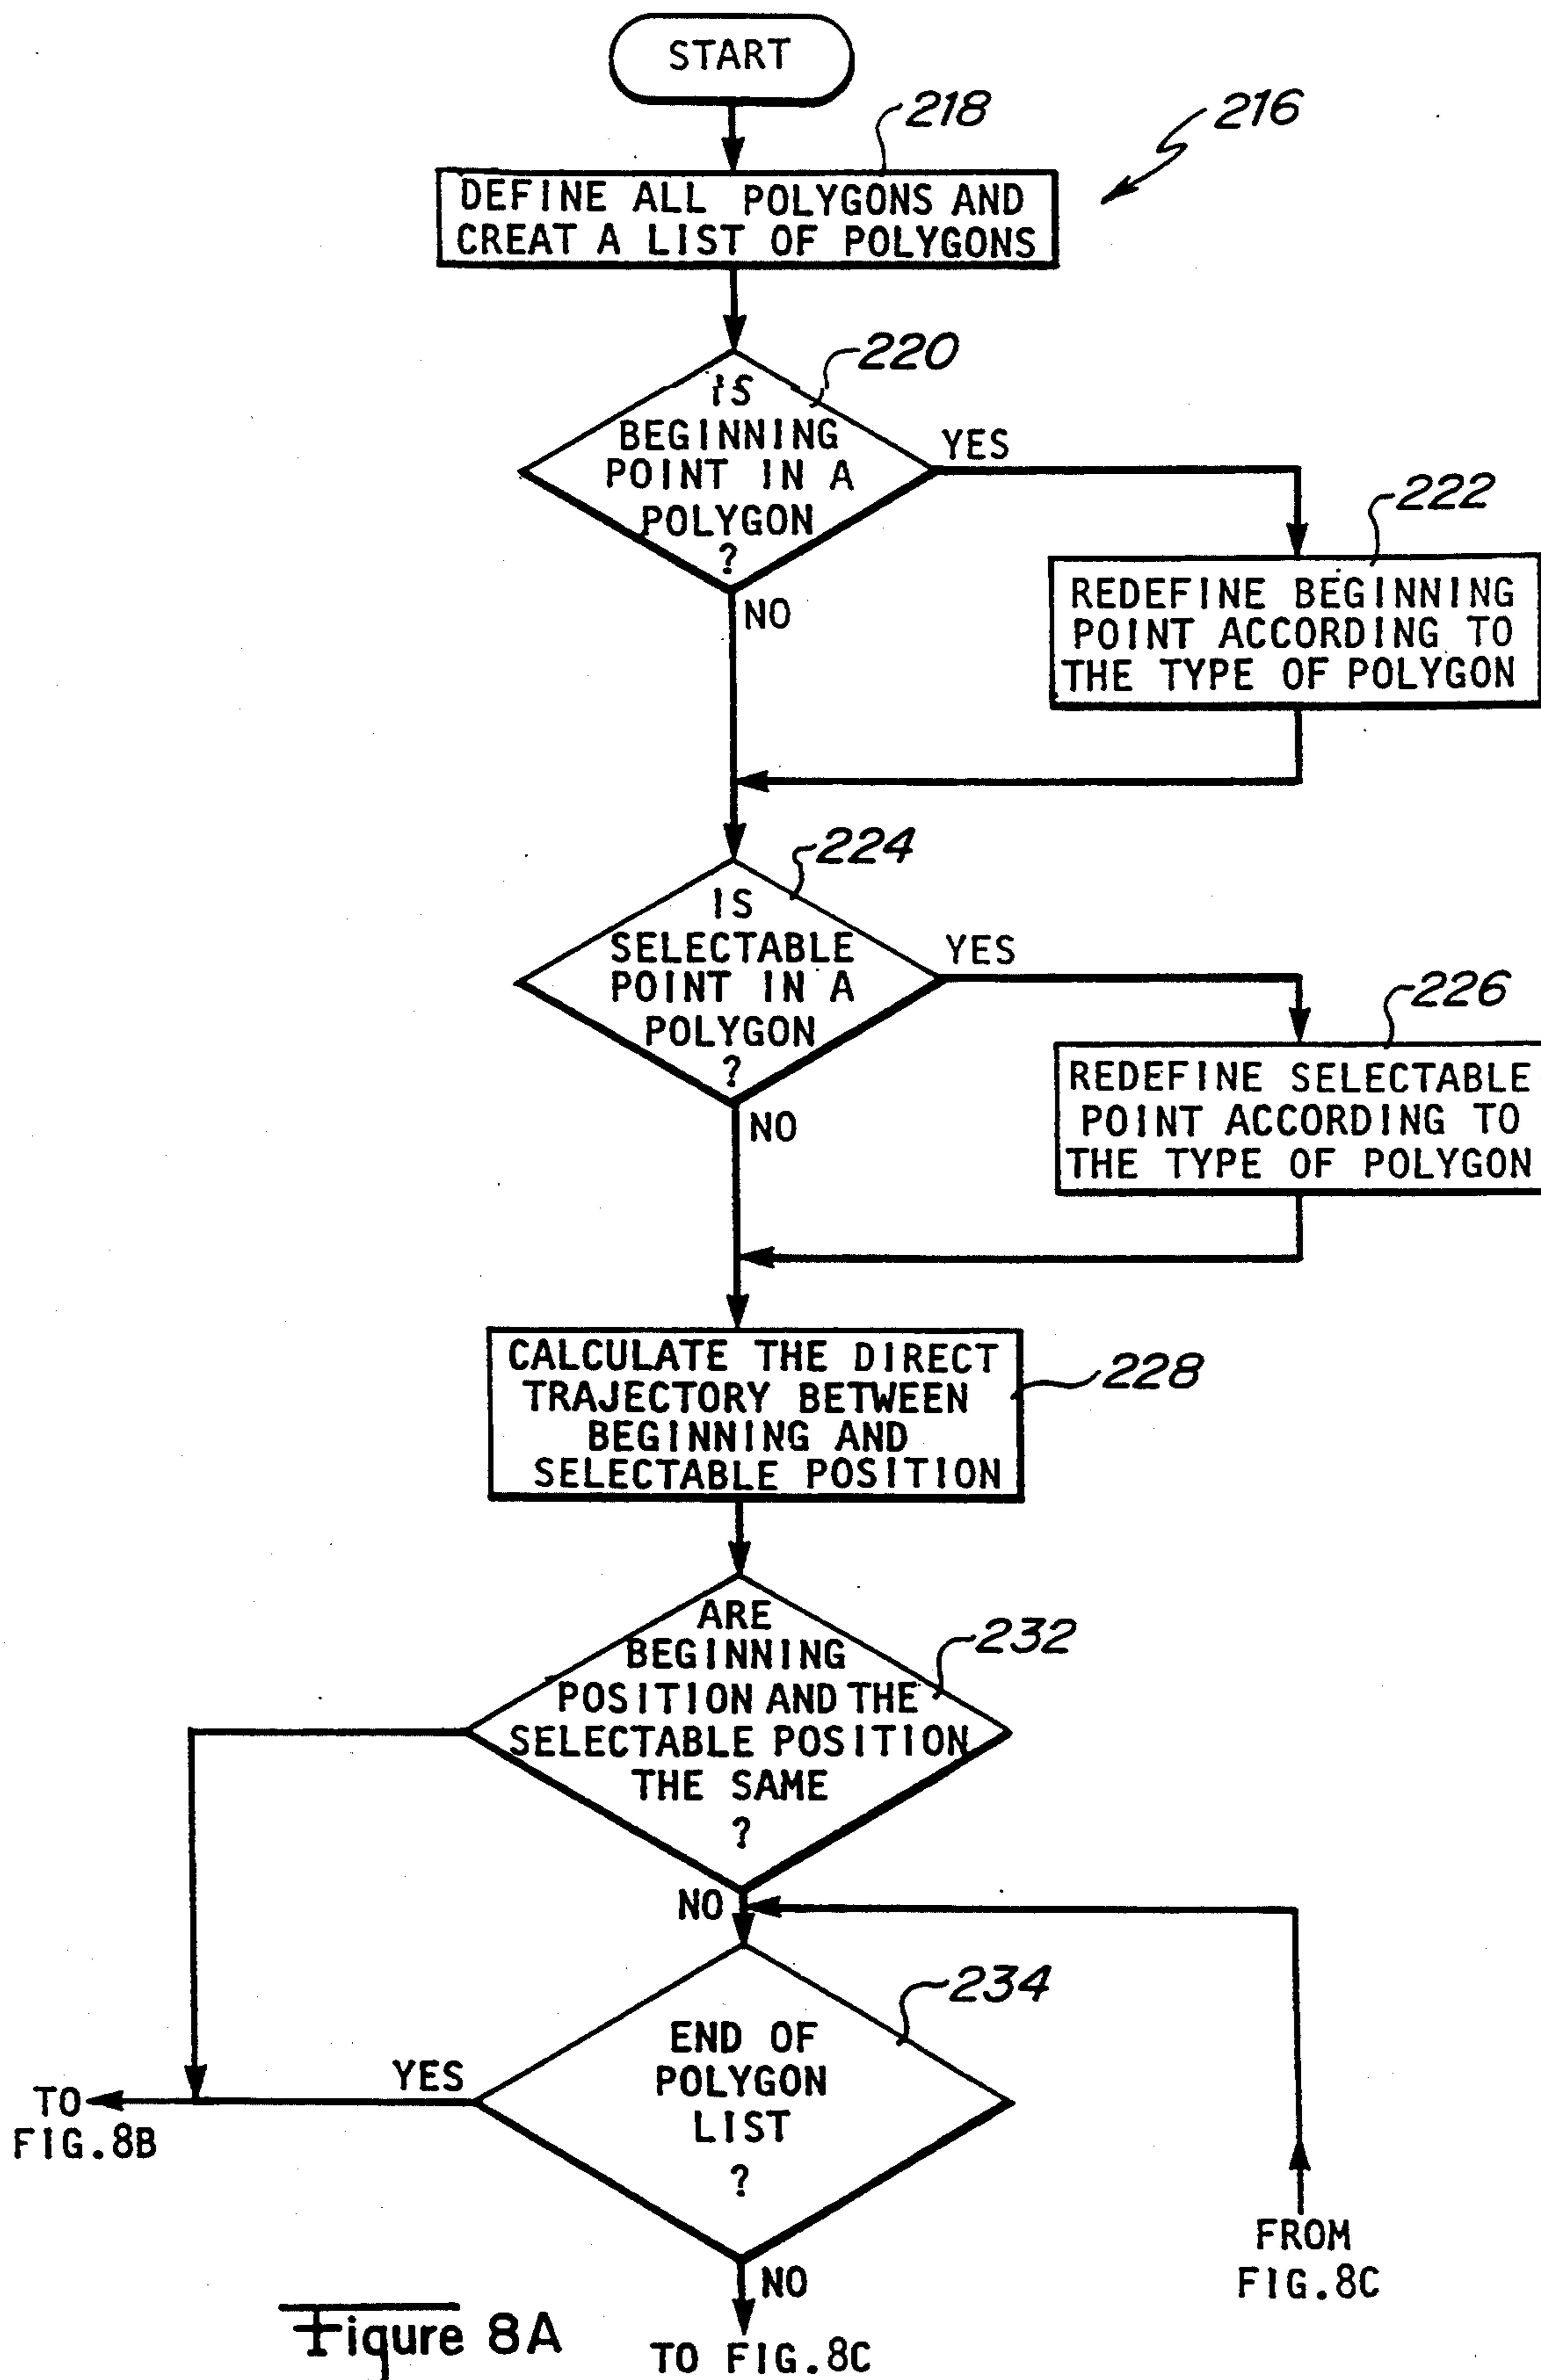 START
218
216
DEFINE ALL POLYGONS AND
CREAT A LIST OF POLYGONS
220
IS
BEGINNING
POINT IN A
POLYGON
?
YES
NO
222
REDEFINE BEGINNING
POINT ACCORDING TO
THE TYPE OF POLYGON
224
IS
SELECTABLE
POINT IN A
POLYGON
?
YES
NO
226
REDEFINE SELECTABLE
POINT ACCORDING TO
THE TYPE OF POLYGON
CALCULATE THE DIRECT
TRAJECTORY BETWEEN
BEGINNING AND
SELECTABLE POSITION
228
ARE
BEGINNING
POSITION AND THE
SELECTABLE POSITION
THE SAME
?
232
NO
234
END OF
POLYGON
LIST
?
YES
TO
FIG.8B
NO
TO FIG.8C
FROM
FIG.8C
Figure 8A